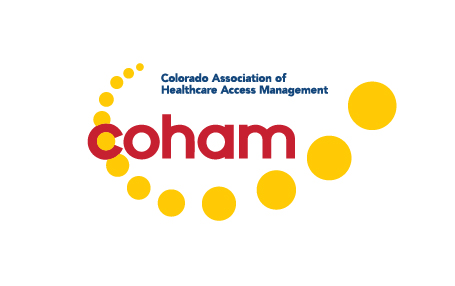 Colorado Association of
Healthcare Access Management
coham